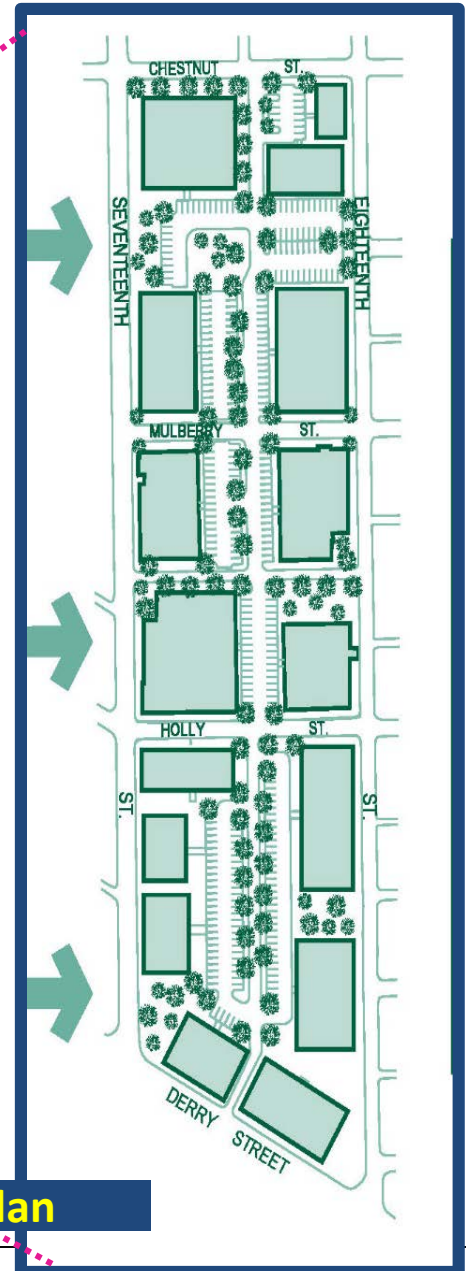 CHESTNUT ST.
SEVENTEENTH
EIGHTEENTH
MULBERRY ST.
HOLLY ST.
ST.
ST.
DERRY STREET
lan